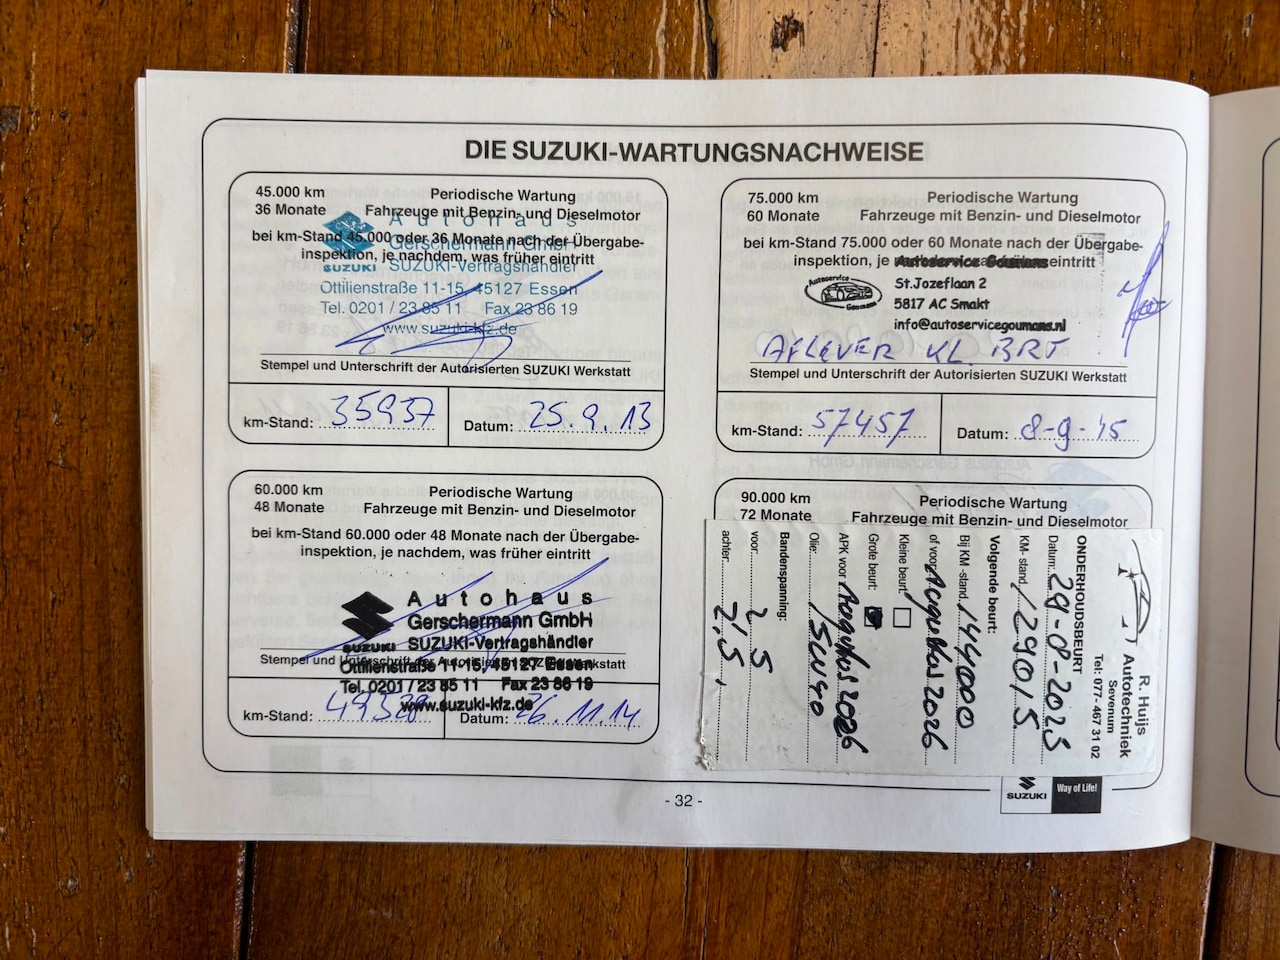 DIE SUZUKI-WARTUNGSNACHWEISE
45.000 km
36 Monate
Periodische Wartung
Fahrzeuge mit Benzin- und Dieselmotor
bei km-Stand 45.000 oder 36 Monate nach der Übergabe-
inspektion, je nachdem, was früher eintritt
Autohaus
Gerschermann GmbH
SUZUKI
SUZUKI-Vertragshändler
Ottilienstraße 11-15, 45127 Essen
Tel. 0201 / 23 85 11 Fax 23 86 19
www.suzuki-kfz.de
Stempel und Unterschrift der Autorisierten SUZUKI Werkstatt
km-Stand: 35937
Datum: 25.9.13
60.000 km
48 Monate
Periodische Wartung
Fahrzeuge mit Benzin- und Dieselmotor
bei km-Stand 60.000 oder 48 Monate nach der Übergabe-
inspektion, je nachdem, was früher eintritt
Autohaus
Gerschermann GmbH
SUZUKI
SUZUKI-Vertragshändler
Stempel und Unterschrift der Autorisierten SUZUKI Werkstatt
Ottilienstraße 11-15, 45127 Essen
Tel. 0201 / 23 85 11 Fax 23 86 19
www.suzuki-kfz.de
km-Stand: 49328
Datum: 26.11.14
75.000 km
60 Monate
Periodische Wartung
Fahrzeuge mit Benzin- und Dieselmotor
bei km-Stand 75.000 oder 60 Monate nach der Übergabe-
inspektion, je eintritt
Autoservice Goumans
Autoservice
Goumans
St.Jozeflaan 2
5817 AC Smakt
info@autoservicegoumans.nl
AFLEVER KL BRT
Stempel und Unterschrift der Autorisierten SUZUKI Werkstatt
km-Stand: 57457
Datum: 8-9-15
90.000 km
72 Monate
Periodische Wartung
Fahrzeuge mit Benzin- und Dieselmotor
R. Huijs
Autotechniek
Sevenum
Tel: 077- 467 31 02
ONDERHOUDSBEURT
Datum: 29-08-2025
KM- stand: 129015
Volgende beurt:
Bij KM -stand 144000
of voor Augustus 2026
Kleine beurt
Grote beurt:
APK voor Augustus 2026
Olie: 5W40
Bandenspanning:
voor: 2,5
achter: 2,5
- 32 -
SUZUKI
Way of Life!